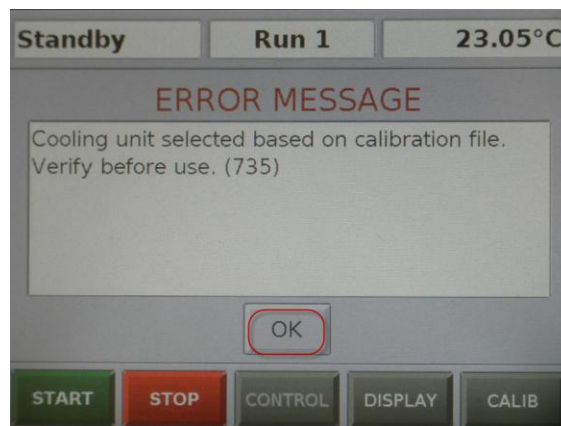 Standby Run 1 23.05°C
ERROR MESSAGE
Cooling unit selected based on calibration file.
Verify before use. (735)
OK
START STOP CONTROL DISPLAY CALIB